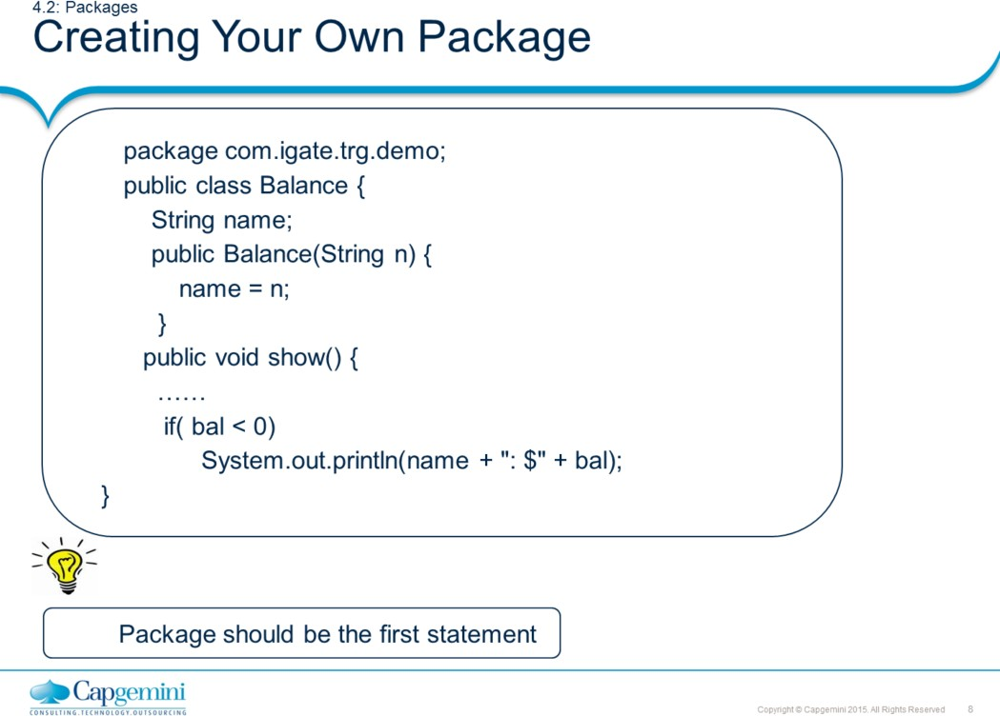 4.2: Packages
Creating Your Own Package
package com.igate.trg.demo;
public class Balance {
String name;
public Balance(String n) {
name = n;
}
public void show() {
……
if( bal < 0)
System.out.println(name + ": $" + bal);
}
Package should be the first statement
Capgemini
CONSULTING.TECHNOLOGY.OUTSOURCING
Copyright © Capgemini 2015. All Rights Reserved 8